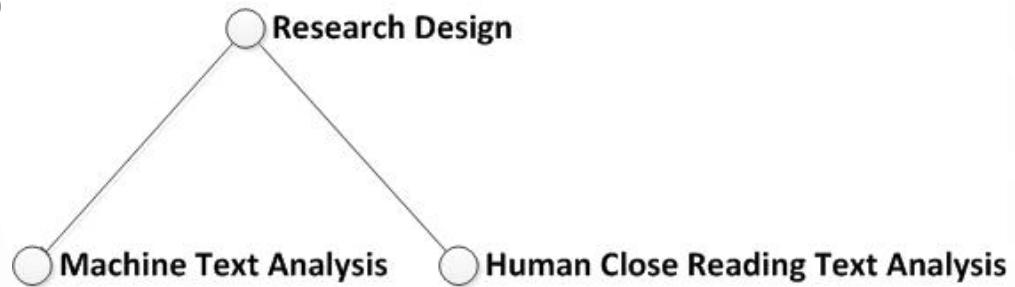 Research Design
Machine Text Analysis
Human Close Reading Text Analysis